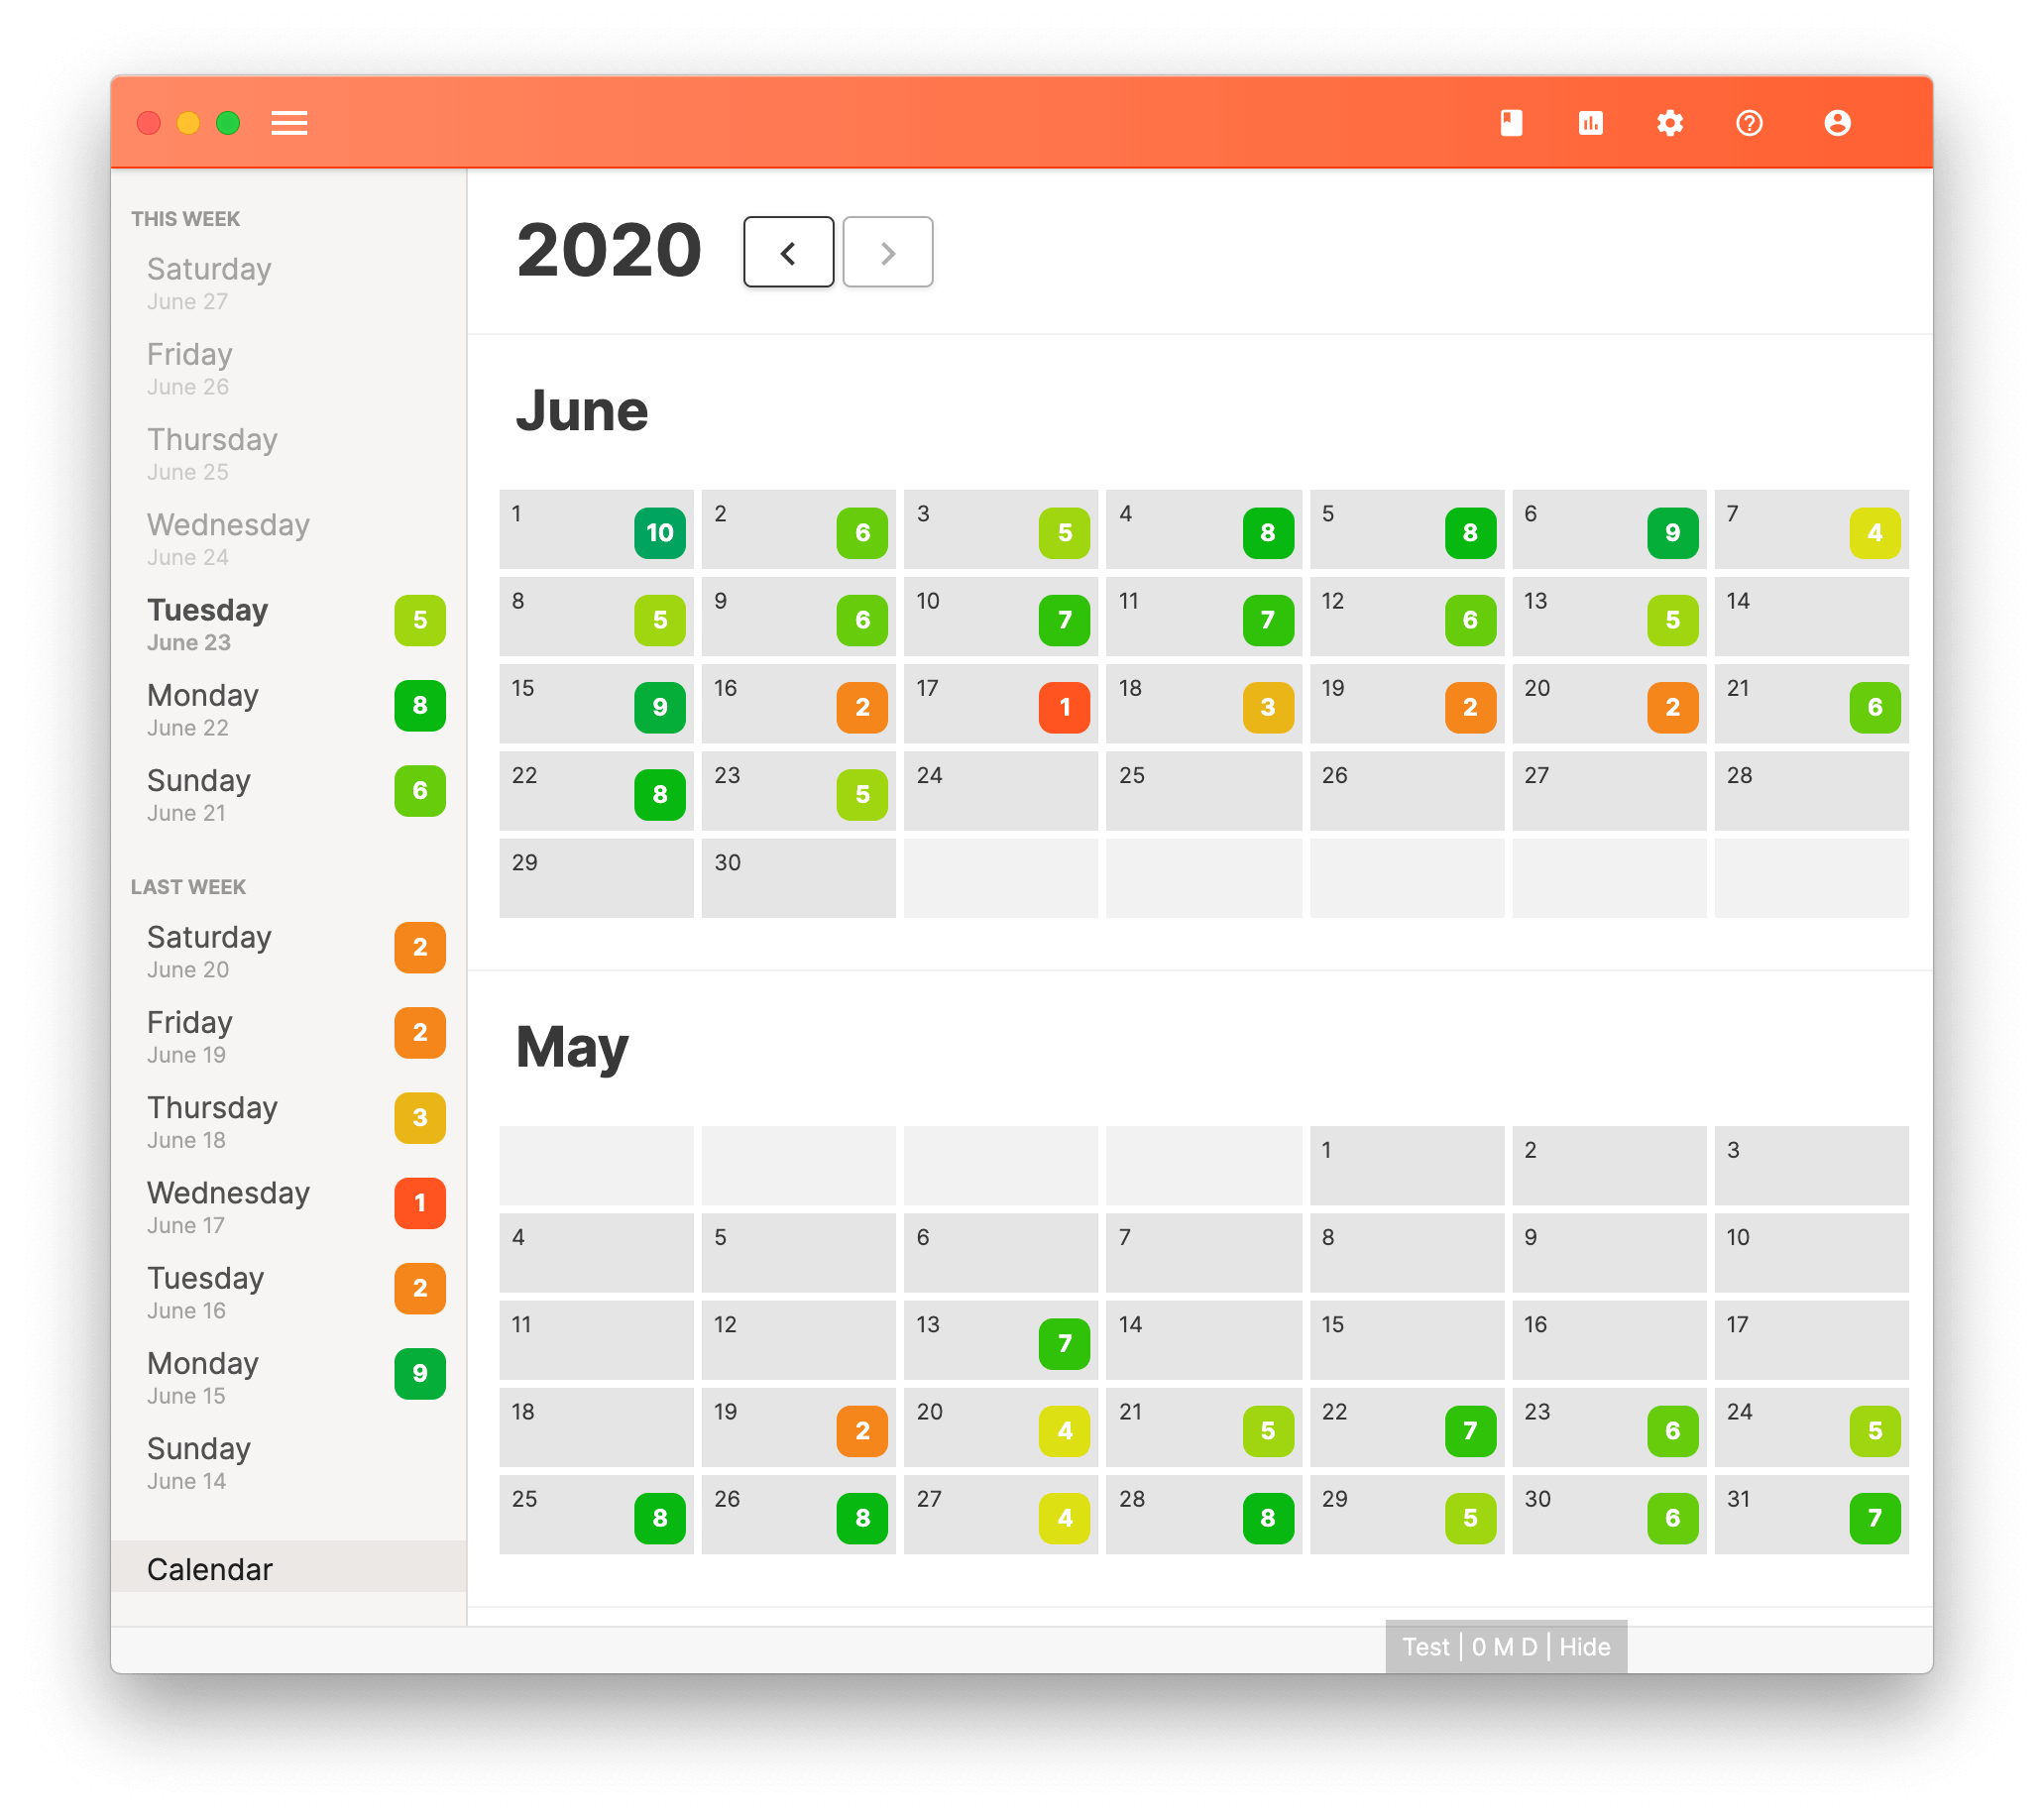 THIS WEEK
Saturday
June 27
Friday
June 26
Thursday
June 25
Wednesday
June 24
Tuesday
June 23
5
Monday
June 22
8
Sunday
June 21
6
LAST WEEK
Saturday
June 20
2
Friday
June 19
2
Thursday
June 18
3
Wednesday
June 17
1
Tuesday
June 16
2
Monday
June 15
9
Sunday
June 14
Calendar
2020
June
1 10 2 6 3 5 4 8 5 8 6 9 7 4
8 5 9 6 10 7 11 7 12 6 13 5 14
15 9 16 2 17 1 18 3 19 2 20 2 21 6
22 8 23 5 24 25 26 27 28
29 30
May
1 2 3
4 5 6 7 8 9 10
11 12 13 7 14 15 16 17
18 19 2 20 4 21 5 22 7 23 6 24 5
25 8 26 8 27 4 28 8 29 5 30 6 31 7
Test | 0 M D | Hide